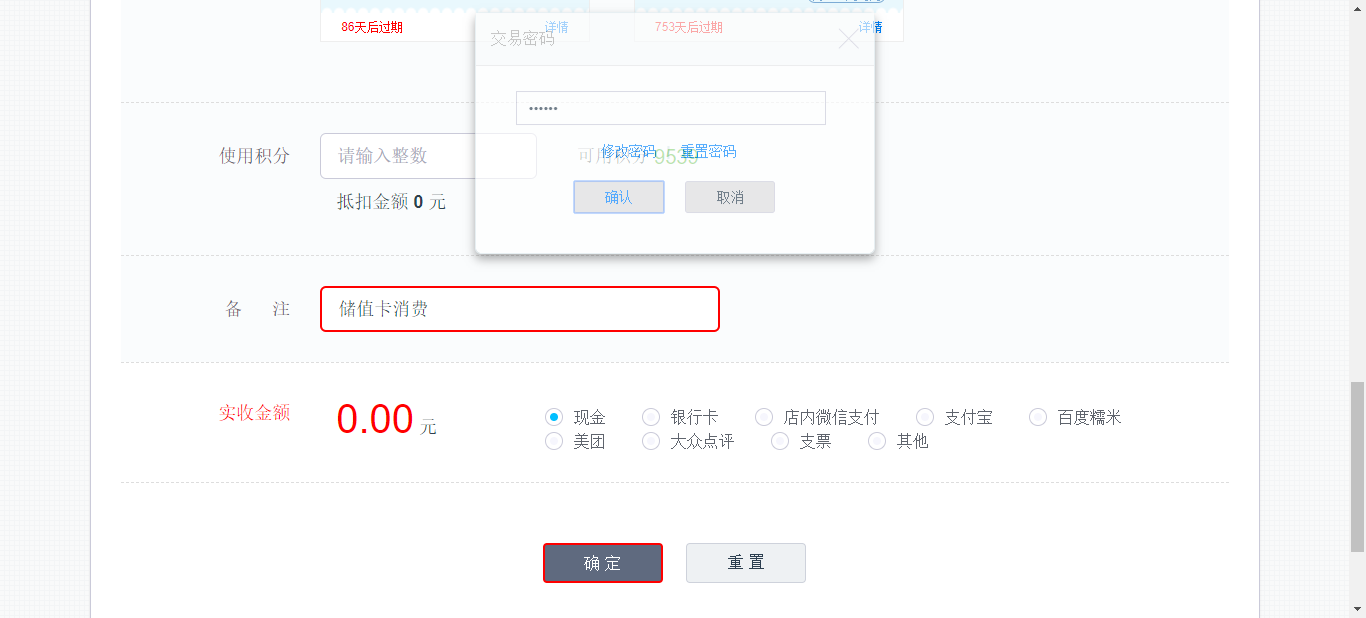 86天后过期 详情 753天后过期 详情
交易密码
••••••
使用积分 请输入整数 可用积分 9539
修改密码 重置密码
抵扣金额 0 元 确认 取消
备 注 储值卡消费
实收金额 0.00 元
现金 银行卡 店内微信支付 支付宝 百度糯米
美团 大众点评 支票 其他
确 定 重 置